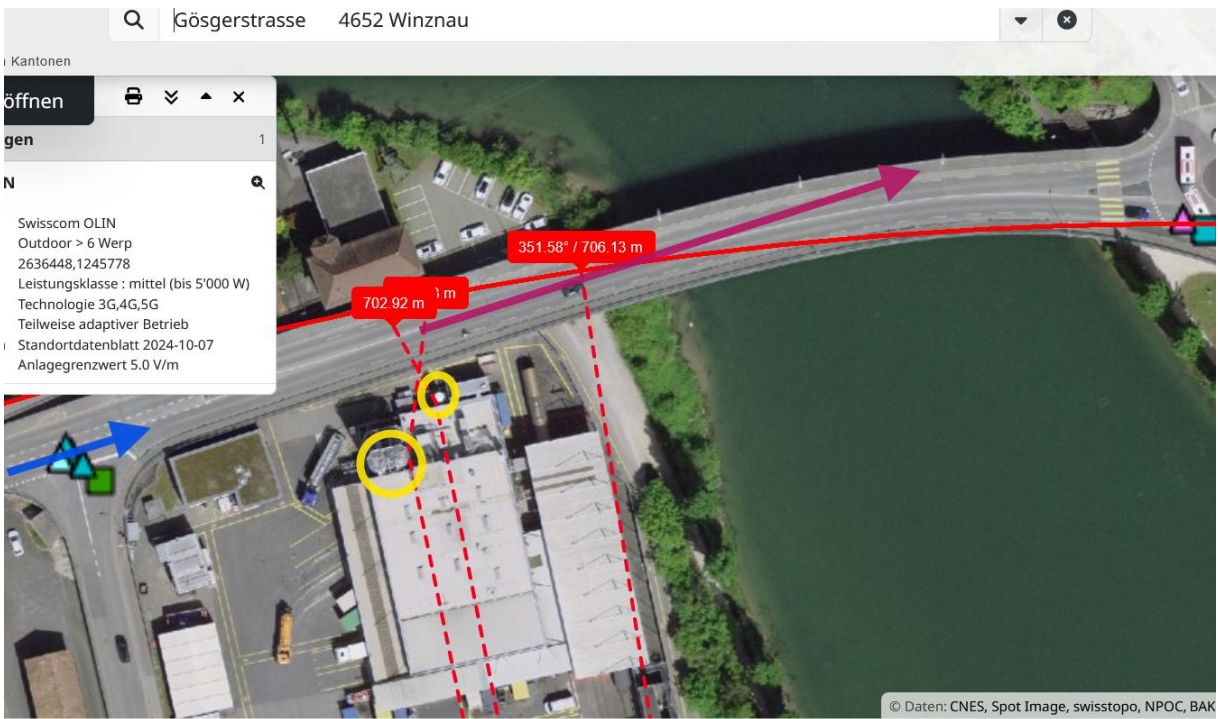 Gösgerstrasse 4652 Winznau
Kantonen
öffnen
gen 1
N
Swisscom OLIN
Outdoor > 6 Werp
2636448,1245778
Leistungsklasse : mittel (bis 5'000 W)
Technologie 3G,4G,5G
Teilweise adaptiver Betrieb
Standortdatenblatt 2024-10-07
Anlagegrenzwert 5.0 V/m
351.58° / 706.13 m
3 m
702.92 m
© Daten: CNES, Spot Image, swisstopo, NPOC, BAK